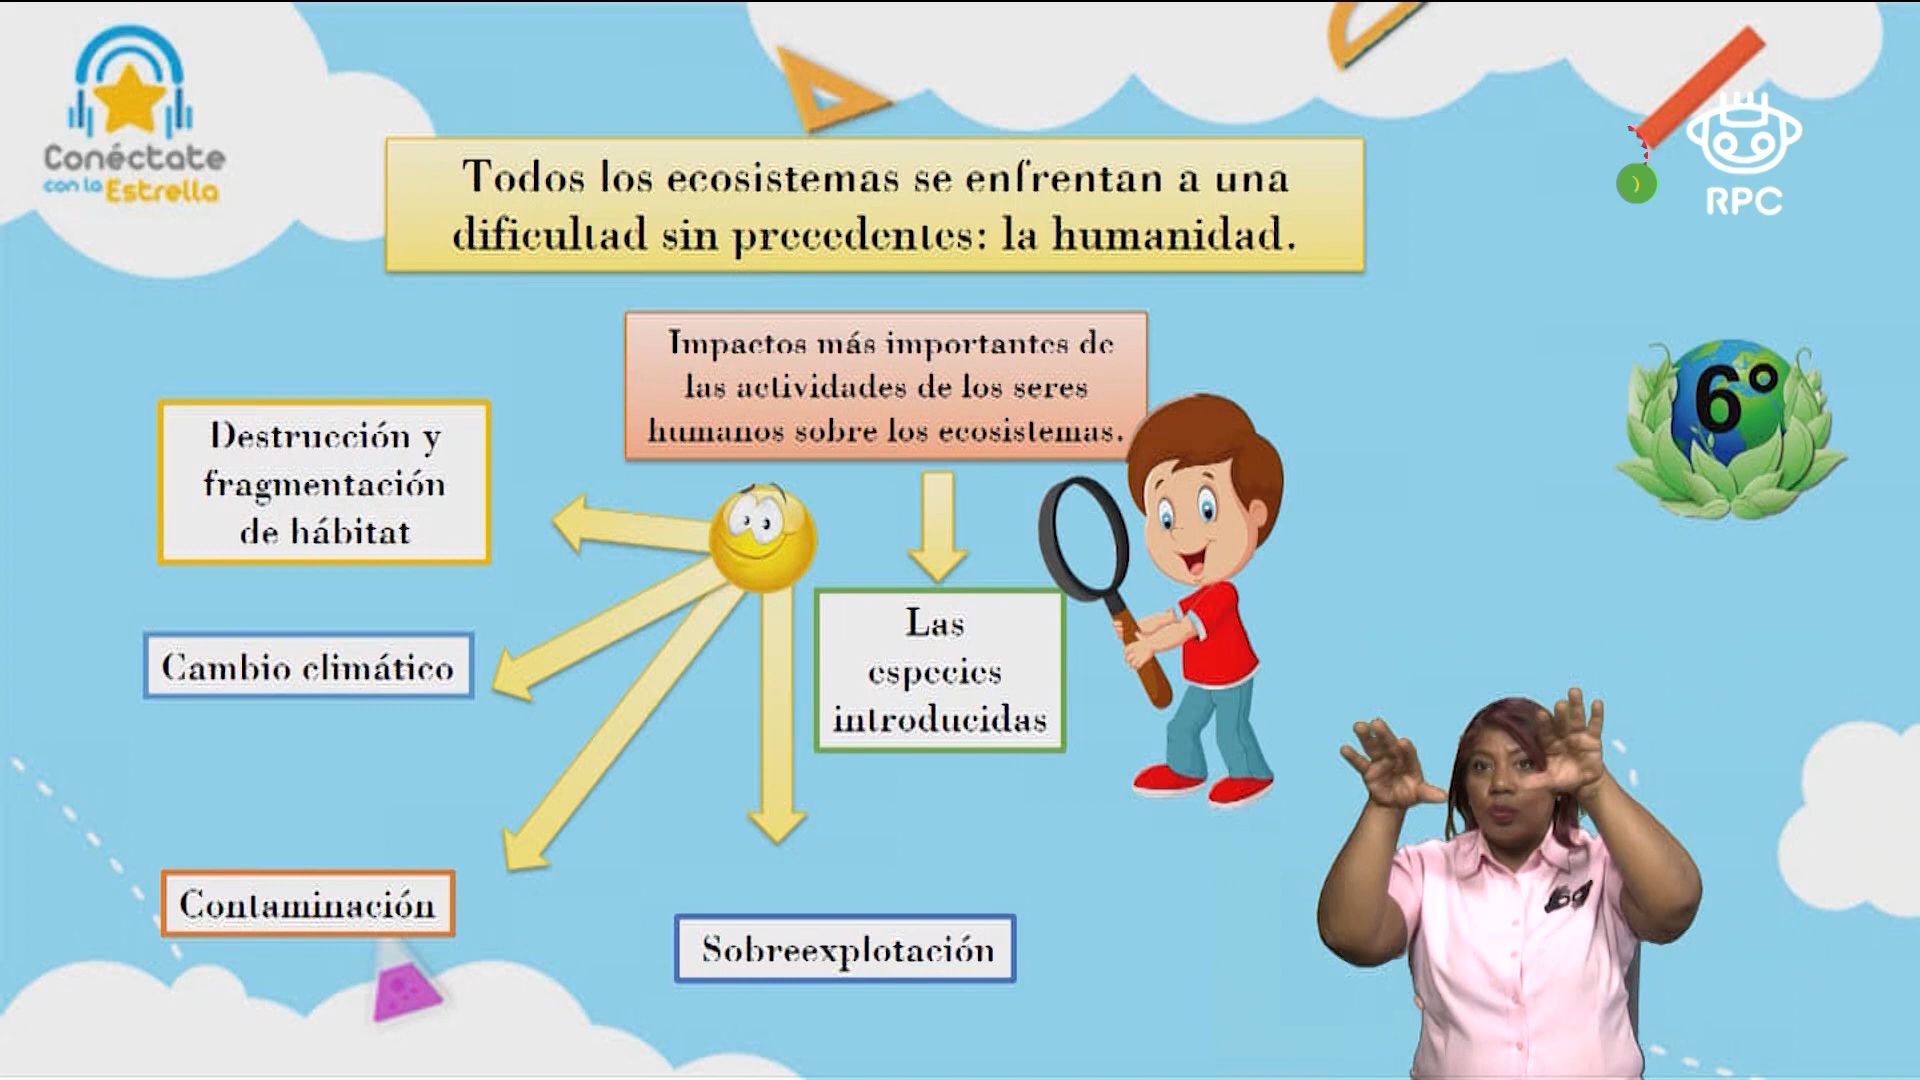 Conéctate
con la Estrella
RPC
Todos los ecosistemas se enfrentan a una
dificultad sin precedentes: la humanidad.
Impactos más importantes de
las actividades de los seres
humanos sobre los ecosistemas.
6°
Destrucción y
fragmentación
de hábitat
Cambio climático
Las
especies
introducidas
Contaminación
Sobreexplotación